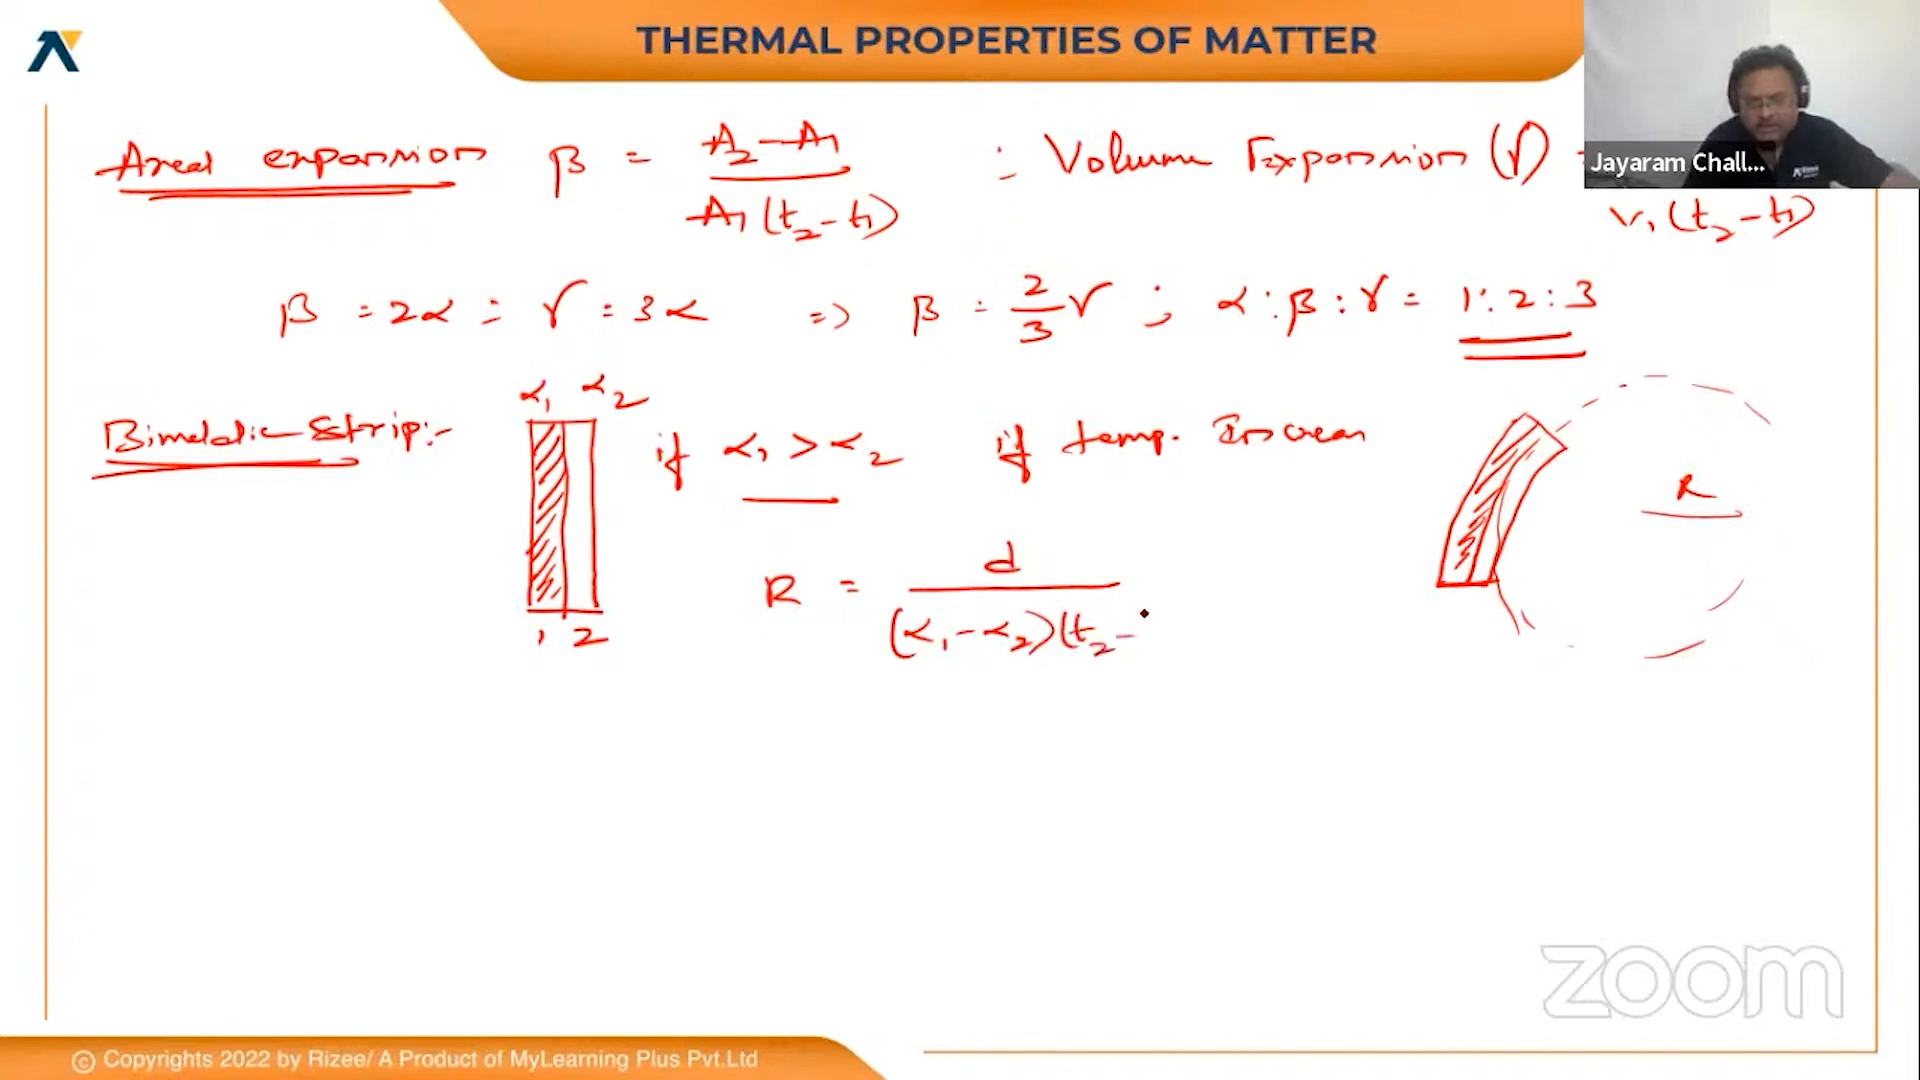 THERMAL PROPERTIES OF MATTER
Jayaram Chall...
Areal expansion β = A₂ - A₁ / A₁ (t₂ - t₁) : Volume Expansion (γ)
V₁ (t₂ - t₁)
β = 2α : γ = 3α => β = 2/3 γ ; α : β : γ = 1 : 2 : 3
α₁ α₂
Bimetalic Sstrip:- if α₁ > α₂ if temp.
R
R = d / (α₁ - α₂)(t₂ -
1 2
zoom
© Copyrights 2022 by Rizee/ A Product of MyLearning Plus Pvt.Ltd